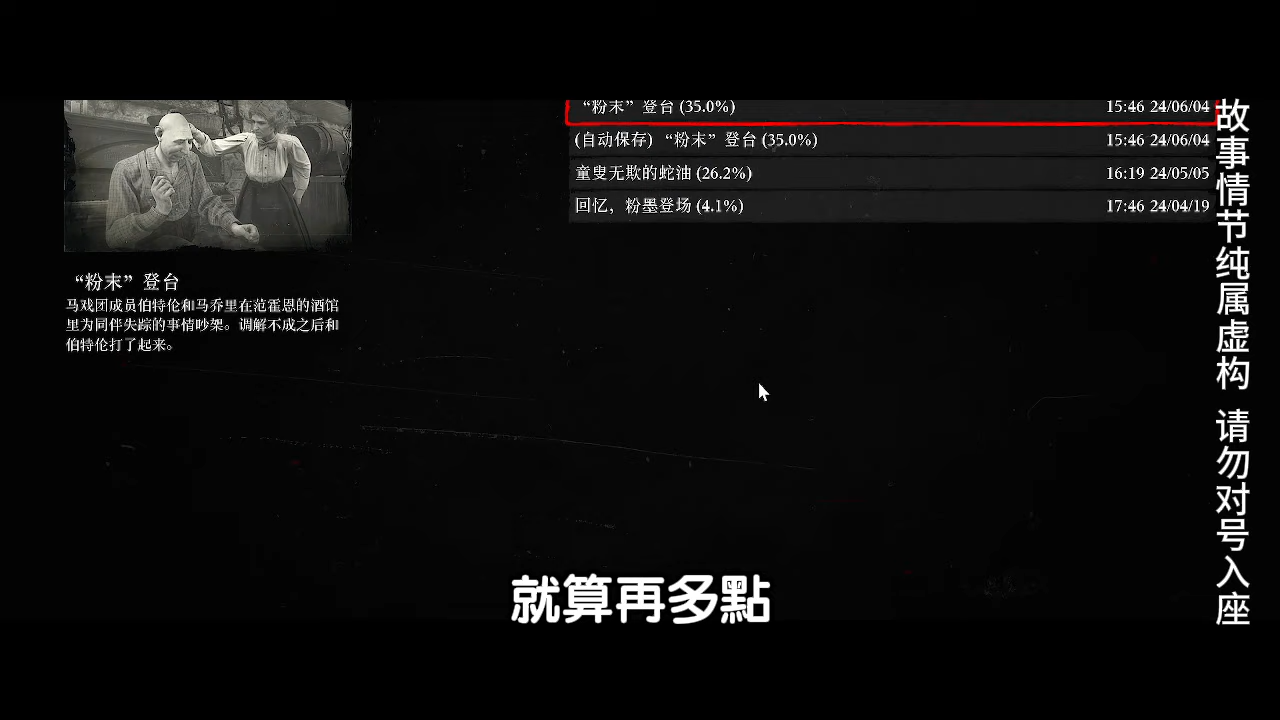 “粉末”登台 (35.0%) 15:46 24/06/04
(自动保存) “粉末”登台 (35.0%) 15:46 24/06/04
童叟无欺的蛇油 (26.2%) 16:19 24/05/05
回忆，粉墨登场 (4.1%) 17:46 24/04/19
“粉末”登台
马戏团成员伯特伦和马乔里在范霍恩的酒馆
里为同伴失踪的事情吵架。调解不成之后和
伯特伦打了起来。
故事情节纯属虚构 请勿对号入座
就算再多點